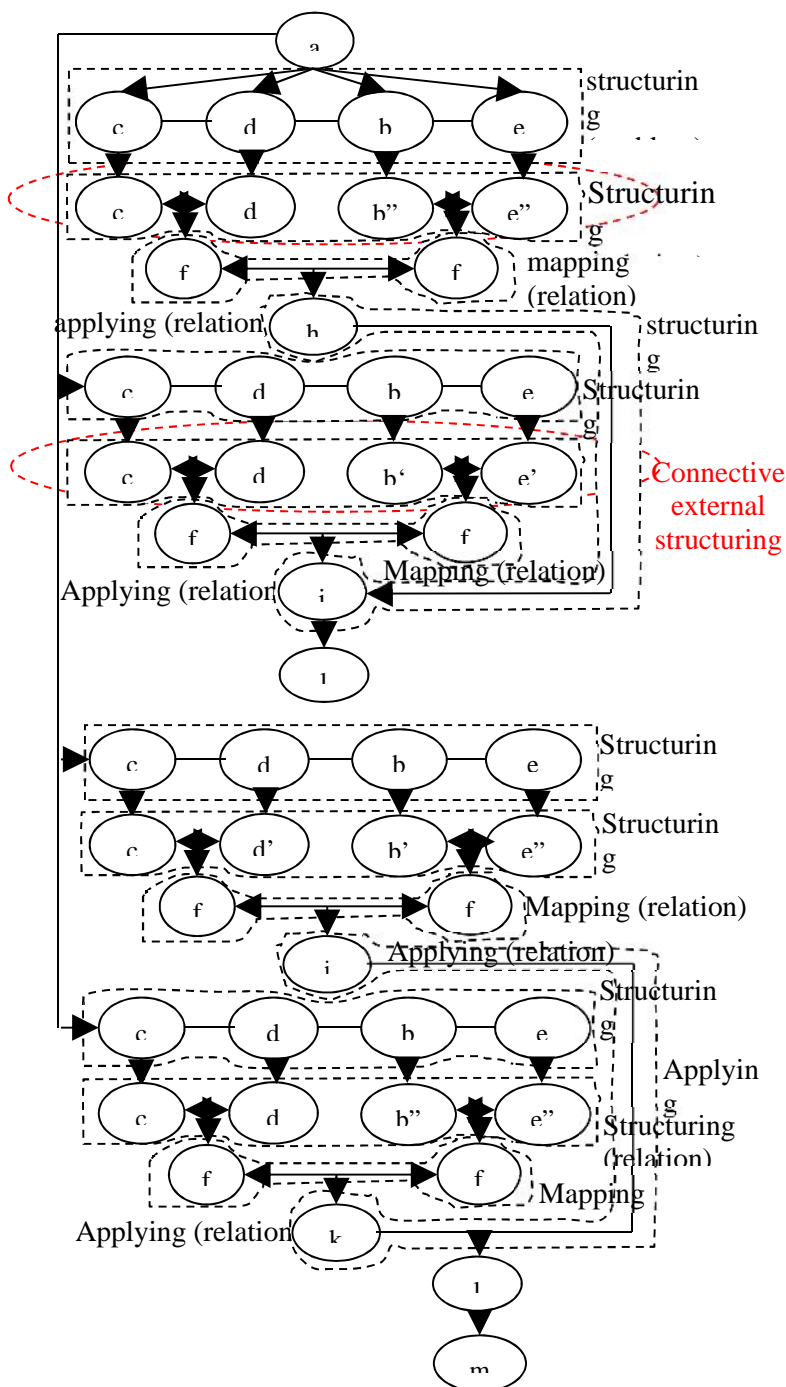 a
structurin
g
c d b e
c d b” e”
Structurin
g
f f
mapping
(relation)
applying (relation
h
structurin
g
c d b e
Structurin
g
c d b‘ e’
Connective
external
structuring
f f
Mapping (relation)
Applying (relation
c d b e
Structurin
g
c d’ b’ e”
Structurin
g
f f
Mapping (relation)
Applying (relation)
c d b e
Structurin
g
Applyin
g
c d b” e”
Structuring
(relation)
f f
Mapping
Applying (relation
k
m